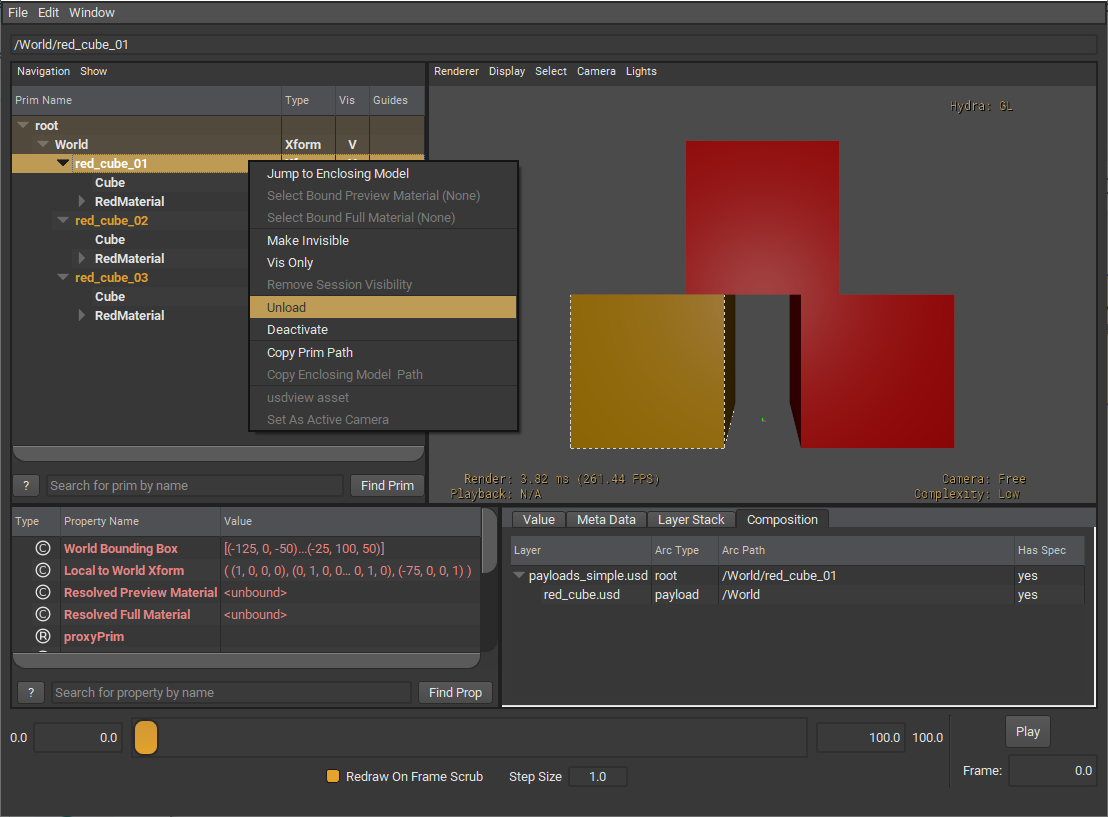 File Edit Window
/World/red_cube_01
Navigation Show
Prim Name Type Vis Guides
root
World Xform V
red_cube_01
Cube
RedMaterial
red_cube_02
Cube
RedMaterial
red_cube_03
Cube
RedMaterial
Jump to Enclosing Model
Select Bound Preview Material (None)
Select Bound Full Material (None)
Make Invisible
Vis Only
Remove Session Visibility
Unload
Deactivate
Copy Prim Path
Copy Enclosing Model Path
usdview asset
Set As Active Camera
? Search for prim by name Find Prim
Renderer Display Select Camera Lights
Hydra: GL
Render: 3.82 ms (261.44 FPS)
Playback: N/A
Camera: Free
Complexity: Low
Type Property Name Value
C World Bounding Box [(-125, 0, -50)...(-25, 100, 50)]
C Local to World Xform ( (1, 0, 0, 0), (0, 1, 0, 0... 0, 1, 0), (-75, 0, 0, 1) )
C Resolved Preview Material <unbound>
C Resolved Full Material <unbound>
R proxyPrim
? Search for property by name Find Prop
Value Meta Data Layer Stack Composition
Layer Arc Type Arc Path Has Spec
payloads_simple.usd root /World/red_cube_01 yes
red_cube.usd payload /World yes
0.0 0.0 100.0 100.0 Play
Redraw On Frame Scrub Step Size 1.0 Frame: 0.0